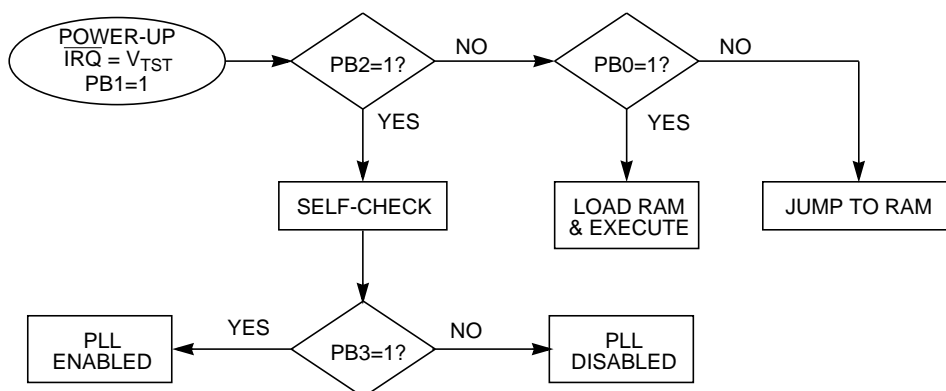 POWER-UP
IRQ = VTST
PB1=1
PB2=1?
NO
PB0=1?
NO
YES
YES
SELF-CHECK
LOAD RAM
& EXECUTE
JUMP TO RAM
YES
PB3=1?
NO
PLL
ENABLED
PLL
DISABLED